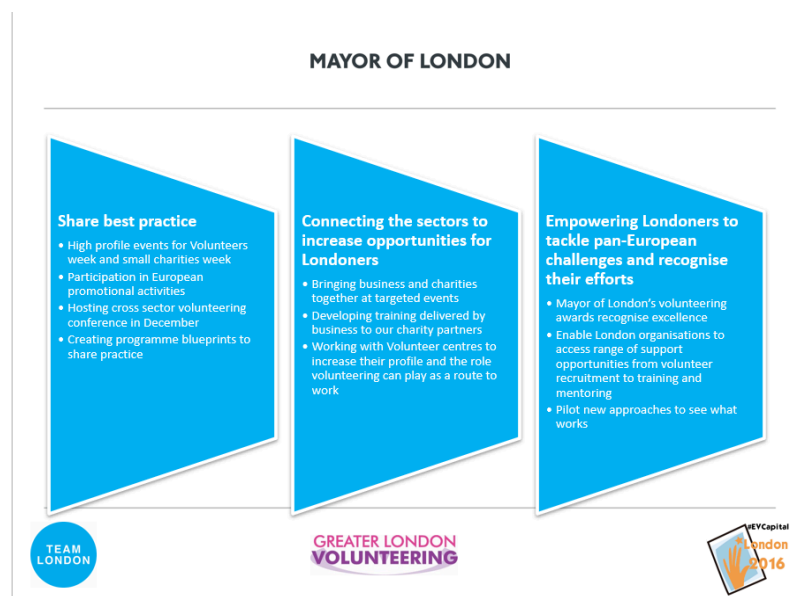 MAYOR OF LONDON
Share best practice
• High profile events for Volunteers
week and small charities week
• Participation in European
promotional activities
• Hosting cross sector volunteering
conference in December
• Creating programme blueprints to
share practice
Connecting the sectors to
increase opportunities for
Londoners
• Bringing business and charities
together at targeted events
• Developing training delivered by
business to our charity partners
• Working with Volunteer centres to
increase their profile and the role
volunteering can play as a route to
work
Empowering Londoners to
tackle pan-European
challenges and recognise
their efforts
• Mayor of London's volunteering
awards recognise excellence
• Enable London organisations to
access range of support
opportunities from volunteer
recruitment to training and
mentoring
• Pilot new approaches to see what
works
TEAM
LONDON
GREATER LONDON
VOLUNTEERING
#EVCapital
London
2016